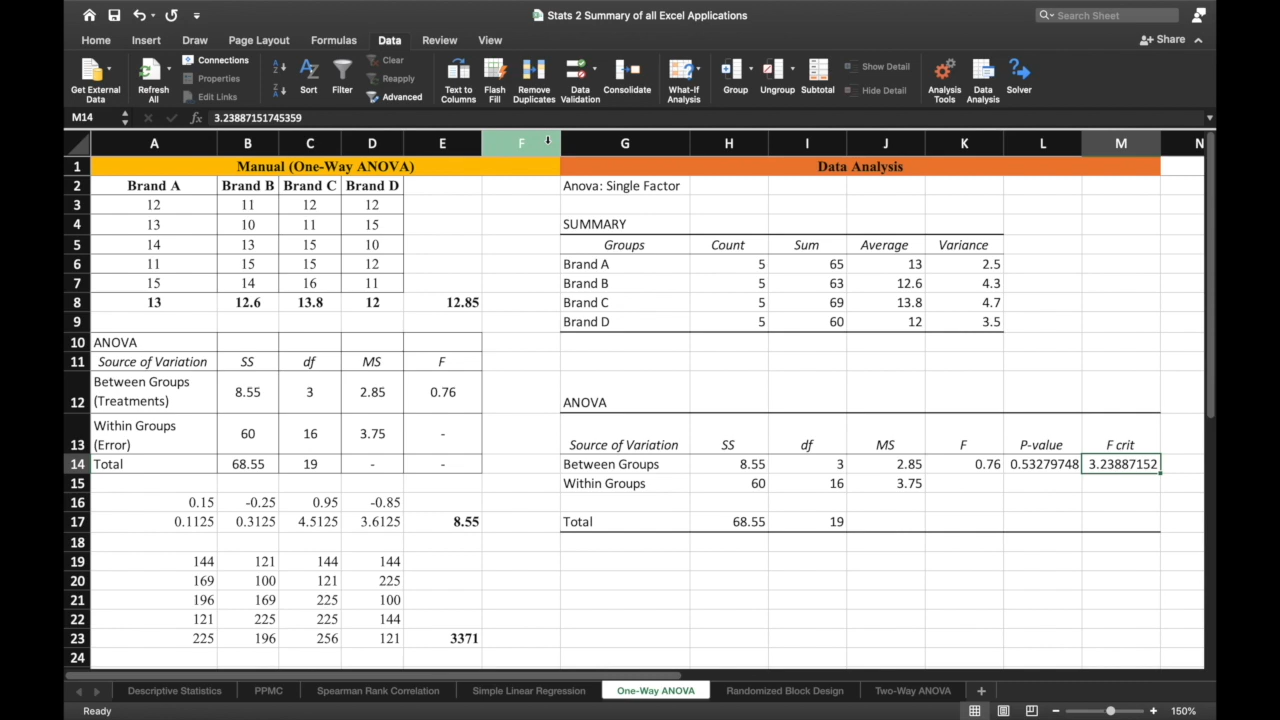 Stats 2 Summary of all Excel Applications
Search Sheet
Home Insert Draw Page Layout Formulas Data Review View
Share
Get External Data
Refresh All
Connections
Properties
Edit Links
Sort
Filter
Clear
Reapply
Advanced
Text to Columns
Flash Fill
Remove Duplicates
Data Validation
Consolidate
What-If Analysis
Group
Ungroup
Subtotal
Show Detail
Hide Detail
Analysis Tools
Data Analysis
Solver
M14 fx 3.23887151745359
A B C D E F G H I J K L M N
1 Manual (One-Way ANOVA) Data Analysis
2 Brand A Brand B Brand C Brand D Anova: Single Factor
3 12 11 12 12
4 13 10 11 15 SUMMARY
5 14 13 15 10 Groups Count Sum Average Variance
6 11 15 15 12 Brand A 5 65 13 2.5
7 15 14 16 11 Brand B 5 63 12.6 4.3
8 13 12.6 13.8 12 12.85 Brand C 5 69 13.8 4.7
9 Brand D 5 60 12 3.5
10 ANOVA
11 Source of Variation SS df MS F
12 Between Groups (Treatments) 8.55 3 2.85 0.76 ANOVA
13 Within Groups (Error) 60 16 3.75 - Source of Variation SS df MS F P-value F crit
14 Total 68.55 19 - - Between Groups 8.55 3 2.85 0.76 0.53279748 3.23887152
15 Within Groups 60 16 3.75
16 0.15 -0.25 0.95 -0.85
17 0.1125 0.3125 4.5125 3.6125 8.55 Total 68.55 19
18
19 144 121 144 144
20 169 100 121 225
21 196 169 225 100
22 121 225 225 144
23 225 196 256 121 3371
24
Descriptive Statistics PPMC Spearman Rank Correlation Simple Linear Regression One-Way ANOVA Randomized Block Design Two-Way ANOVA +
Ready 150%